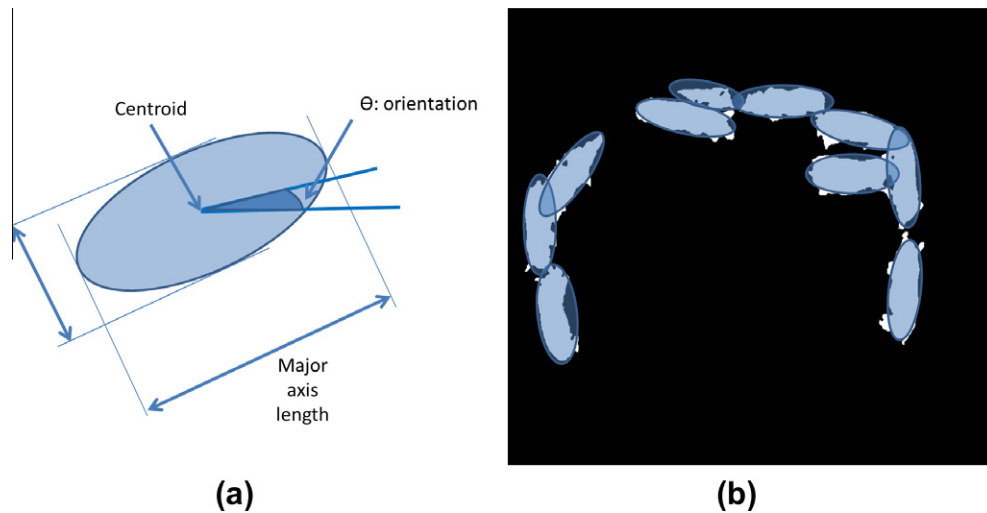 Centroid
Ө: orientation
Major
axis
length
(a)
(b)